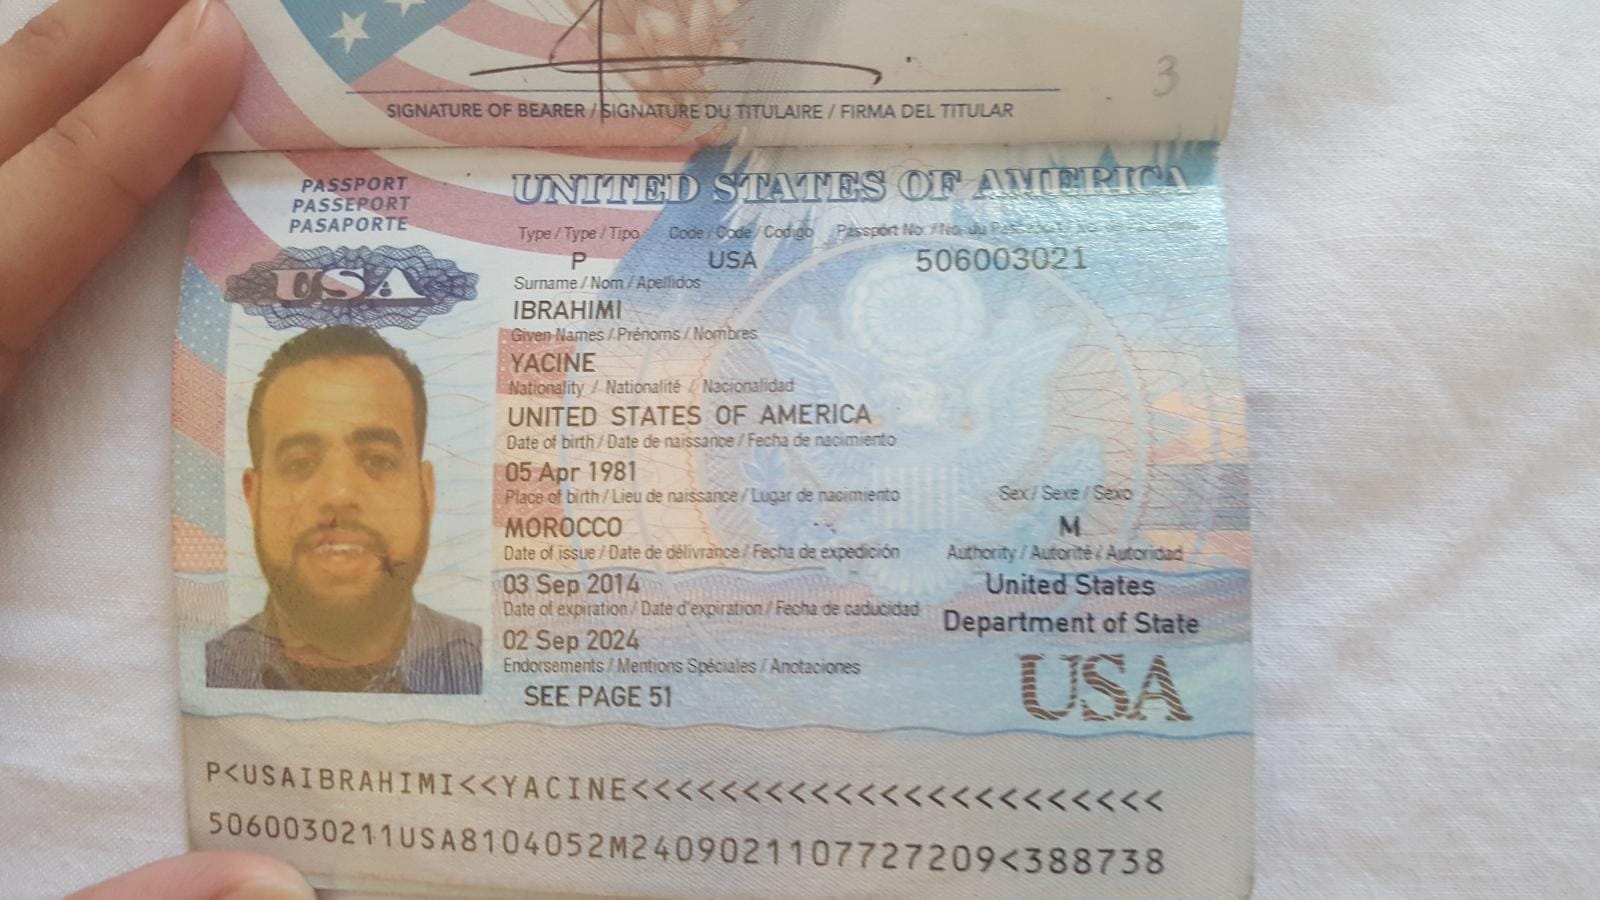 3
SIGNATURE OF BEARER / SIGNATURE DU TITULAIRE / FIRMA DEL TITULAR
PASSPORT
PASSEPORT
PASAPORTE
USA
UNITED STATES OF AMERICA
Type / Type / Tipo Code / Code / Codigo Passport No. / No. du
P USA 506003021
Surname / Nom / Apellidos
IBRAHIMI
Given Names / Prénoms / Nombres
YACINE
Nationality / Nationalité / Nacionalidad
UNITED STATES OF AMERICA
Date of birth / Date de naissance / Fecha de nacimiento
05 Apr 1981
Place of birth / Lieu de naissance / Lugar de nacimiento Sex / Sexe / Sexo
MOROCCO M
Date of issue / Date de délivrance / Fecha de expedición Authority / Autorité / Autoridad
03 Sep 2014 United States
Date of expiration / Date d'expiration / Fecha de caducidad Department of State
02 Sep 2024
Endorsements / Mentions Spéciales / Anotaciones
SEE PAGE 51 USA
P<USAIBRAHIMI<<YACINE<<<<<<<<<<<<<<<<<<<<<<<
5060030211USA8104052M2409021107727209<388738